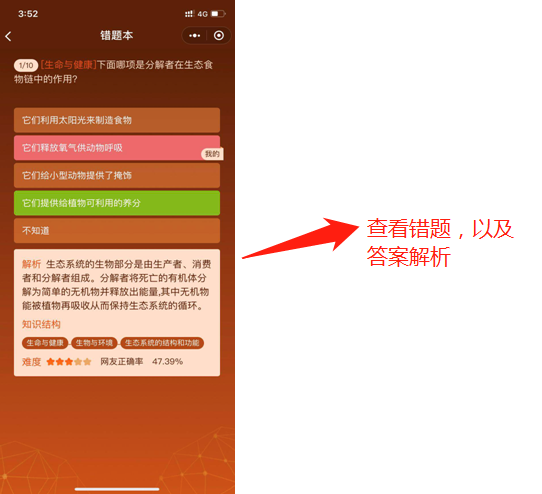 3:52
4G
错题本
1/10 [生命与健康]下面哪项是分解者在生态食
物链中的作用?
它们利用太阳光来制造食物
它们释放氧气供动物呼吸
我的
它们给小型动物提供了掩饰
它们提供给植物可利用的养分
不知道
解析 生态系统的生物部分是由生产者、消费
者和分解者组成。分解者将死亡的有机体分
解为简单的无机物并释放出能量,其中无机物
能被植物再吸收从而保持生态系统的循环。
知识结构
生命与健康 生物与环境 生态系统的结构和功能
难度 网友正确率 47.39%
查看错题，以及
答案解析